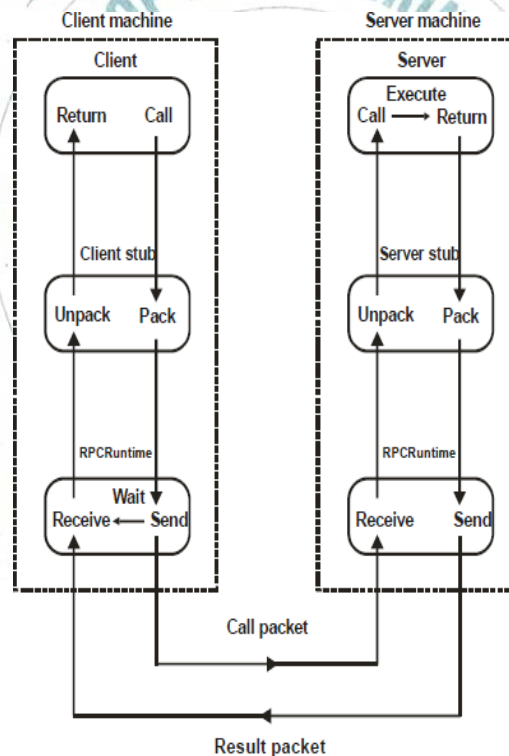 Client machine
Server machine
Client
Server
Return Call
Execute
Call Return
Client stub
Server stub
Unpack Pack
Unpack Pack
RPCRuntime
RPCRuntime
Wait
Receive Send
Receive Send
Call packet
Result packet